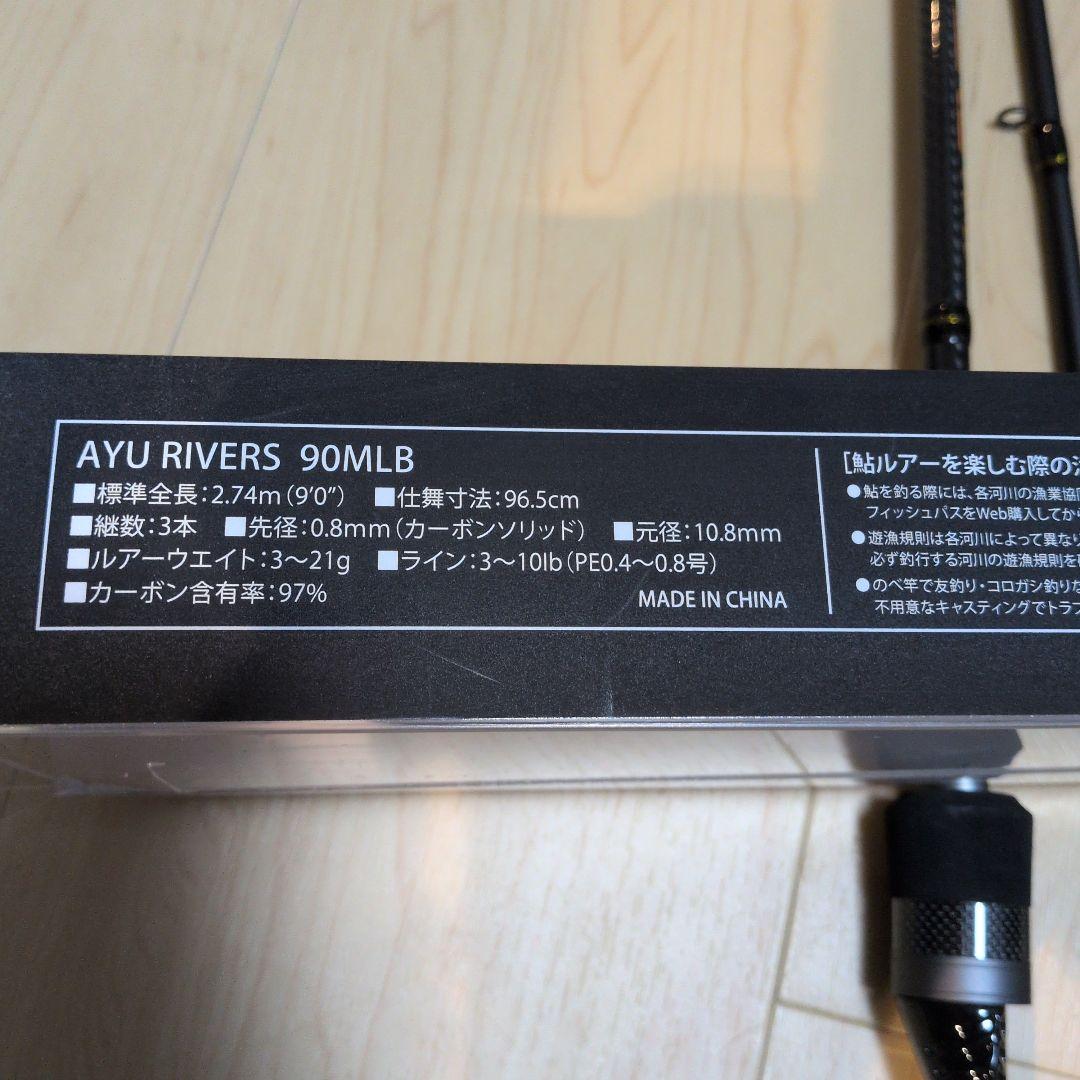 AYU RIVERS 90MLB
■標準全長：2.74m（9'0"） ■仕舞寸法：96.5cm
■継数：3本 ■先径：0.8mm（カーボンソリッド） ■元径：10.8mm
■ルアーウエイト：3〜21g ■ライン：3〜10lb（PE0.4〜0.8号）
■カーボン含有率：97%
MADE IN CHINA
［鮎ルアーを楽しむ際の
●鮎を釣る際には、各河川の漁業協
フィッシュパスをWeb購入してか
●遊漁規則は各河川によって異なり
必ず釣行する河川の遊漁規則を
●のべ竿で友釣り・コロガシ釣りな
不用意なキャスティングでトラブ